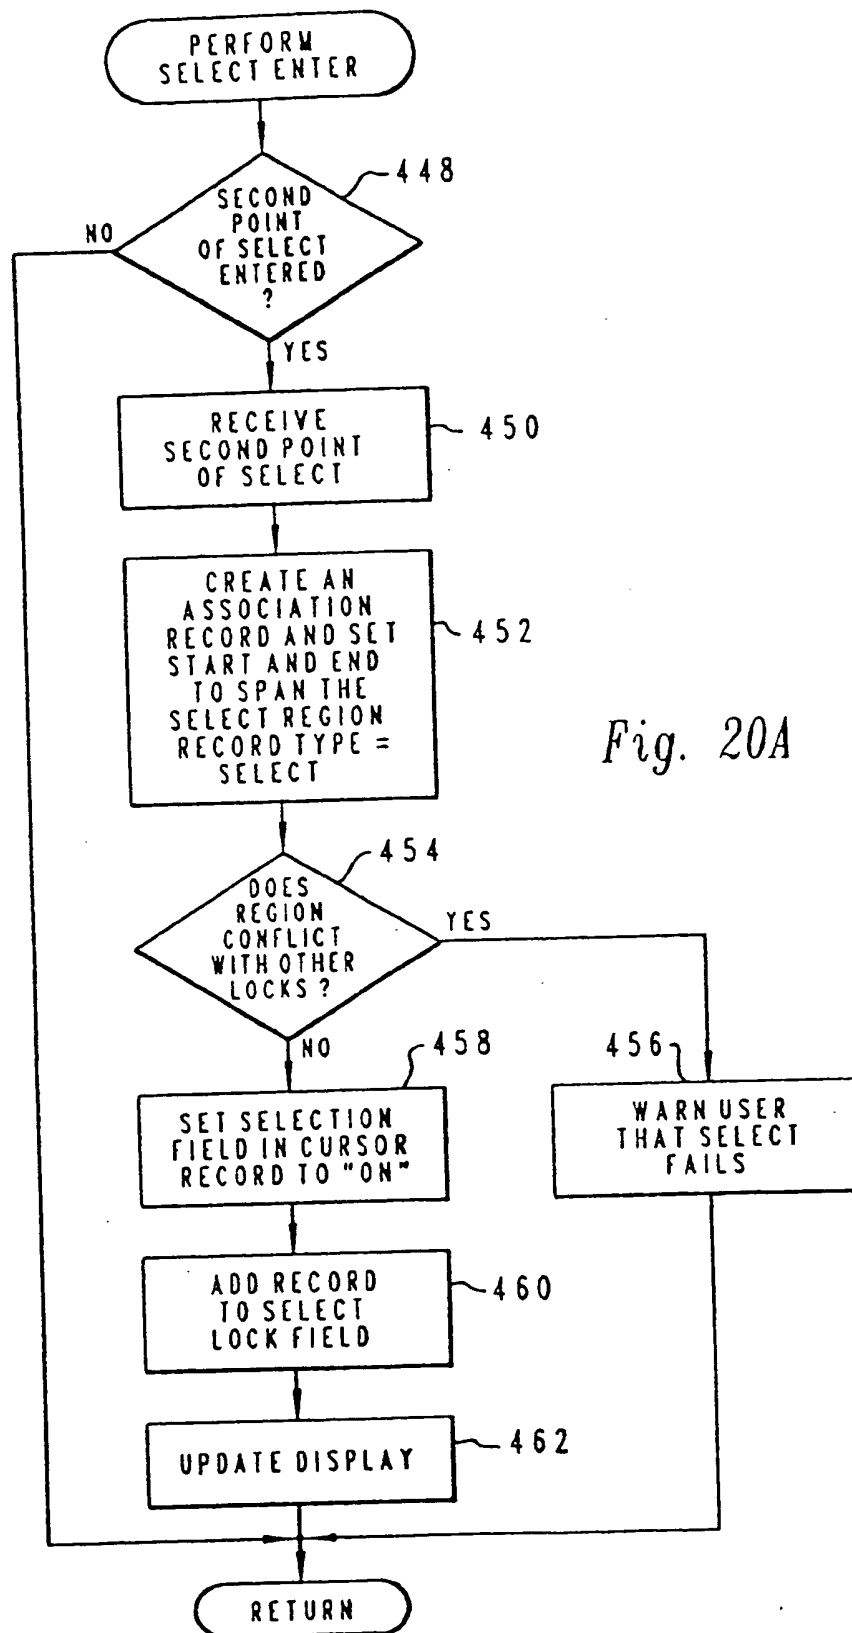 PERFORM
SELECT ENTER
448
SECOND
POINT
OF SELECT
ENTERED
?
NO
YES
RECEIVE
SECOND POINT
OF SELECT
450
CREATE AN
ASSOCIATION
RECORD AND SET
START AND END
TO SPAN THE
SELECT REGION
RECORD TYPE =
SELECT
452
Fig. 20A
454
DOES
REGION
CONFLICT
WITH OTHER
LOCKS ?
YES
NO
458
456
SET SELECTION
FIELD IN CURSOR
RECORD TO "ON"
WARN USER
THAT SELECT
FAILS
ADD RECORD
TO SELECT
LOCK FIELD
460
UPDATE DISPLAY
462
RETURN